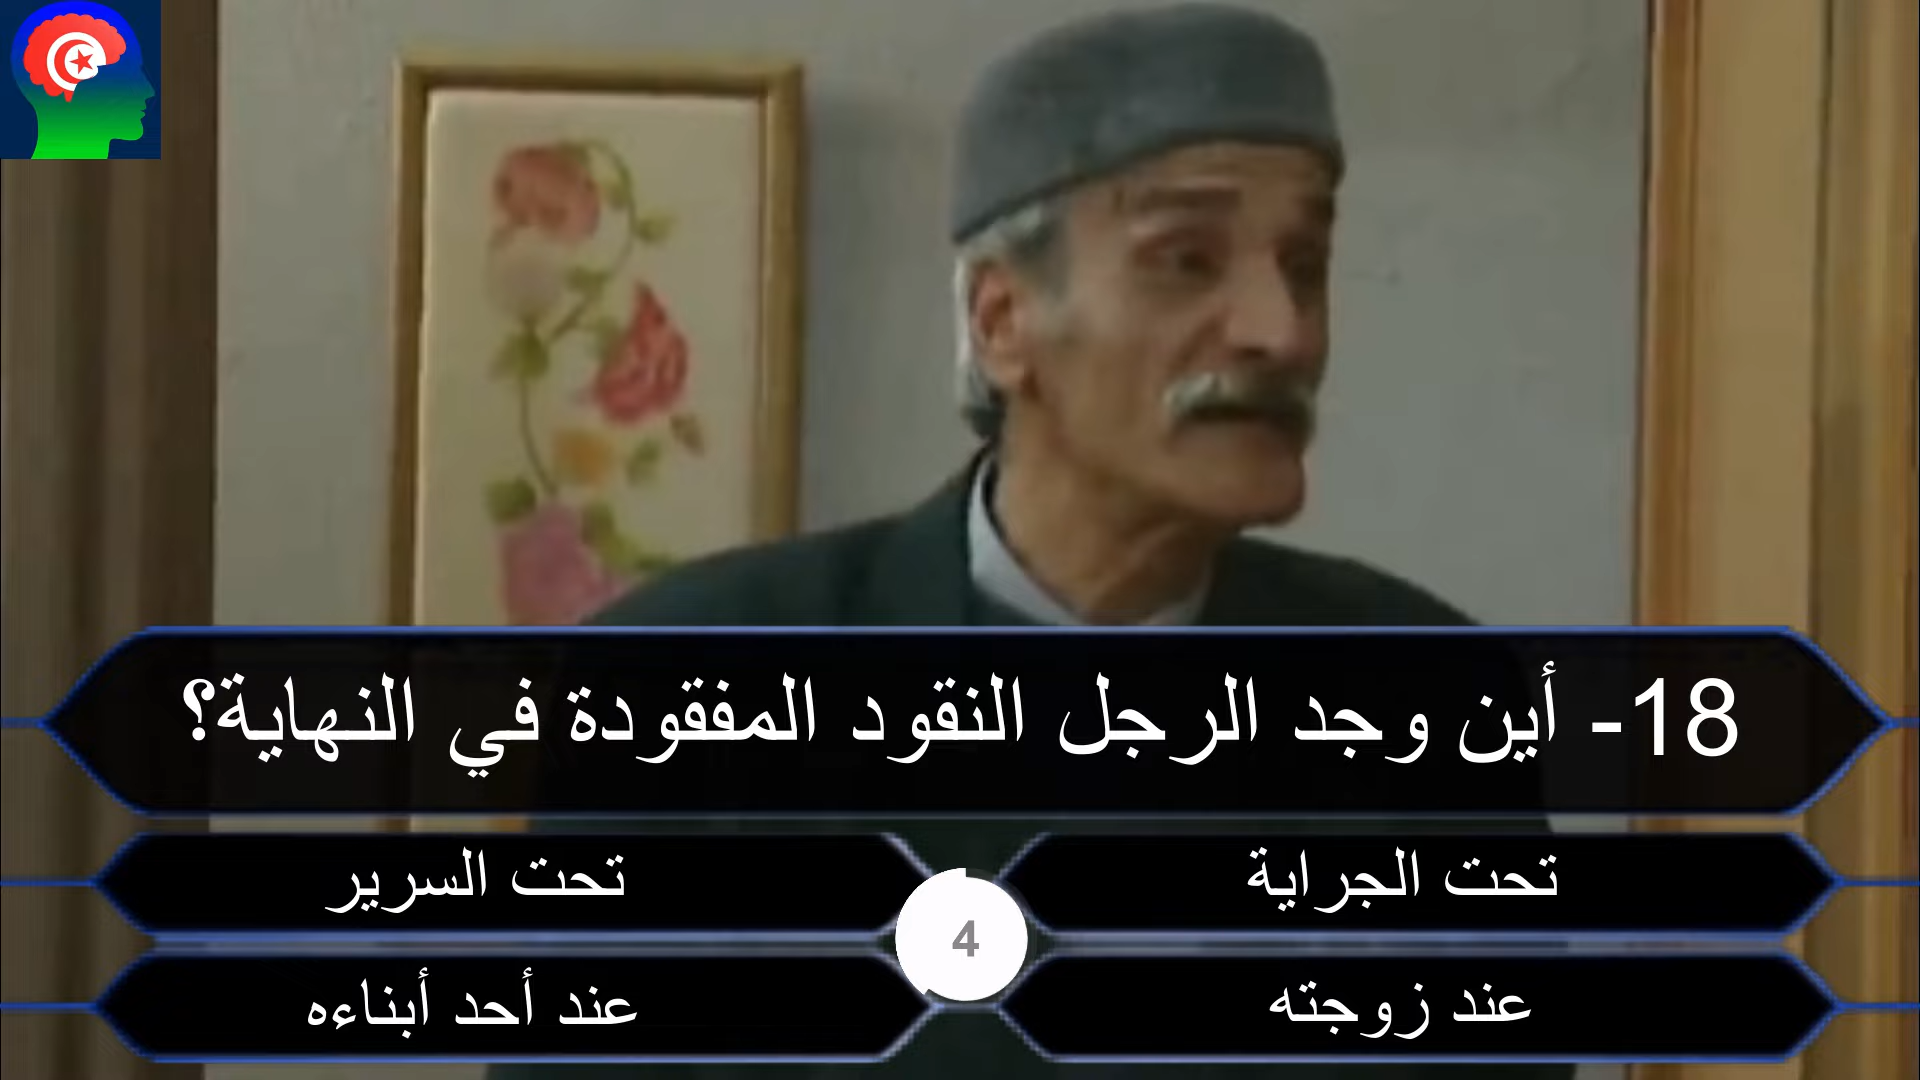 18- أين وجد الرجل النقود المفقودة في النهاية؟
تحت الجراية
تحت السرير
4
عند زوجته
عند أحد أبناءه